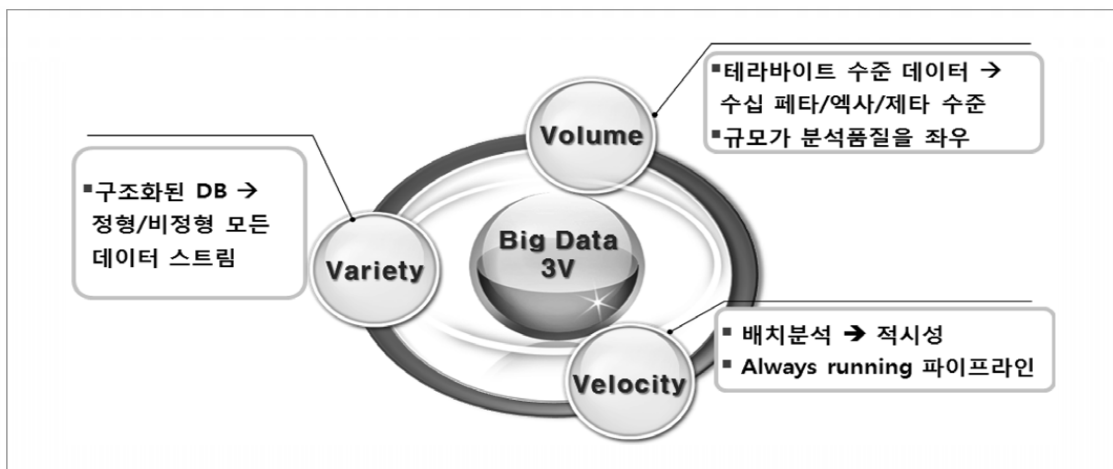 Volume
▪테라바이트 수준 데이터 →
수십 페타/엑사/제타 수준
▪규모가 분석품질을 좌우
▪구조화된 DB →
정형/비정형 모든
데이터 스트림
Variety
Big Data
3V
Velocity
▪ 배치분석 → 적시성
▪ Always running 파이프라인